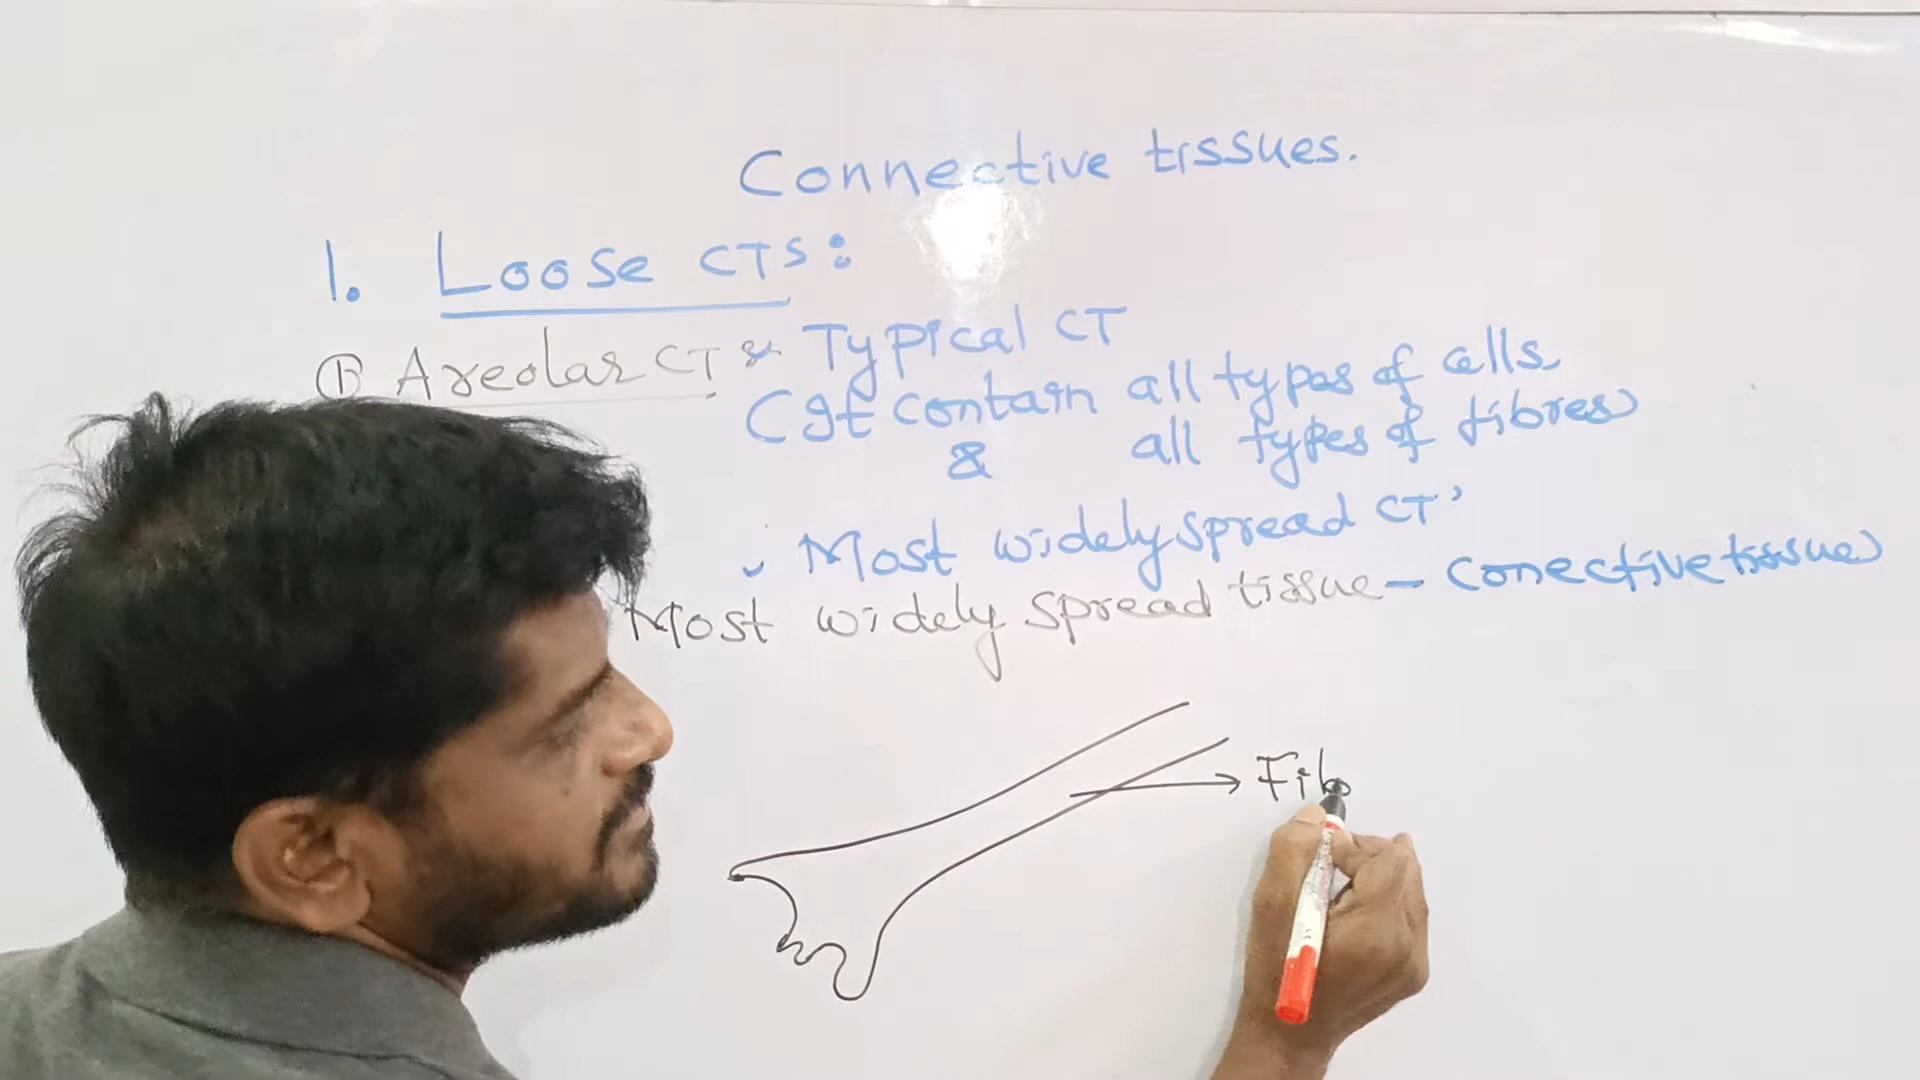 Connective tissues.
1. Loose CTs:
① Areolar CT :- Typical CT
C It contain all types of cells
& all types of fibres
Most widely spread CT'
Most widely spread tissue - conective tissue
Fib